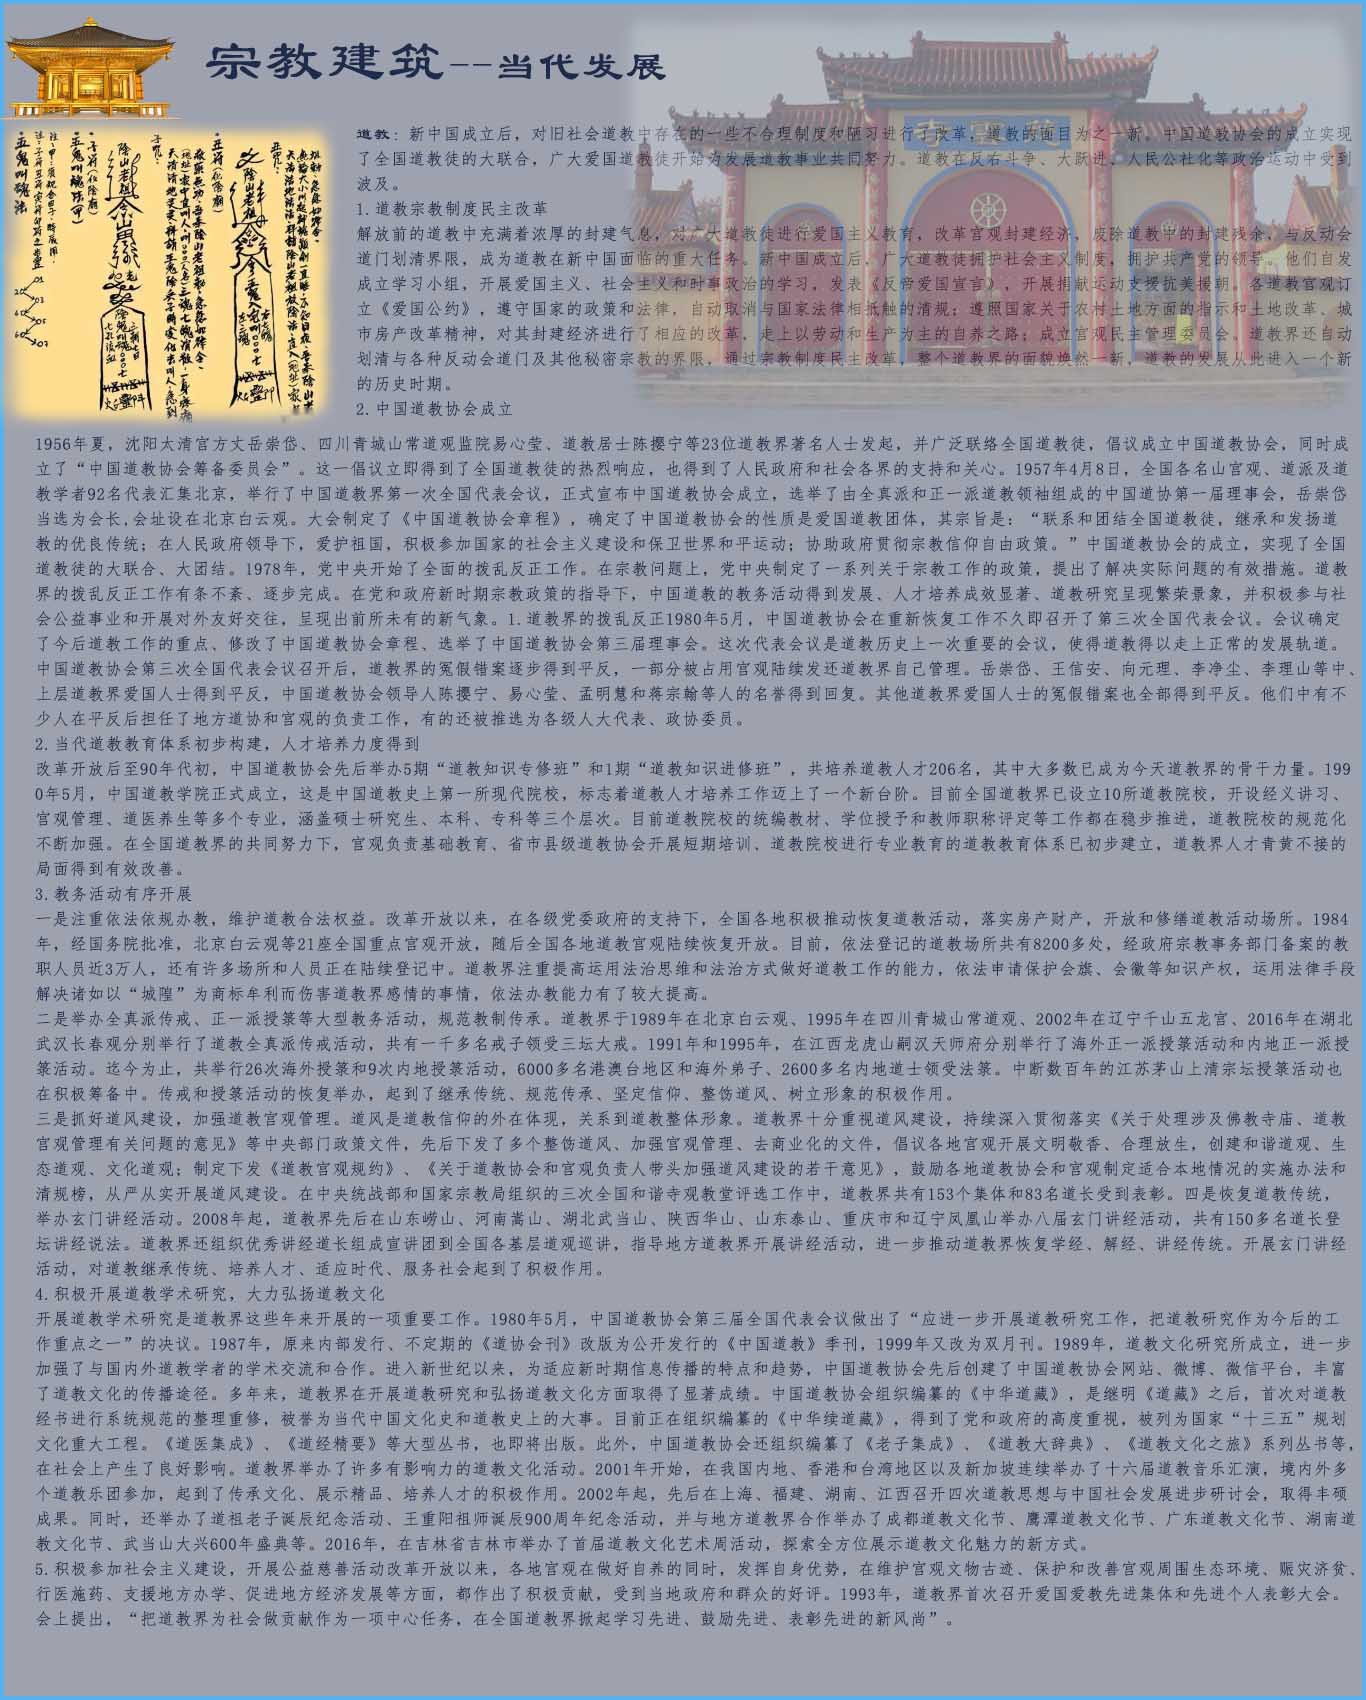 宗教建筑--当代发展
道教：新中国成立后，对旧社会道教中存在的一些不合理制度和陋习进行了改革，道教的面目为之一新。中国道教协会的成立实现
了全国道教徒的大联合，广大爱国道教徒开始为发展道教事业共同努力。道教在反右斗争、大跃进、人民公社化等政治运动中受到
波及。
1.道教宗教制度民主改革
解放前的道教中充满着浓厚的封建气息，对广大道教徒进行爱国主义教育，改革宫观封建经济，废除道教中的封建残余，与反动会
道门划清界限，成为道教在新中国面临的重大任务。新中国成立后，广大道教徒拥护社会主义制度，拥护共产党的领导。他们自发
成立学习小组，开展爱国主义、社会主义和时事政治的学习，发表《反帝爱国宣言》，开展捐献运动支援抗美援朝。各道教宫观订
立《爱国公约》，遵守国家的政策和法律，自动取消与国家法律相抵触的清规；遵照国家关于农村土地方面的指示和土地改革、城
市房产改革精神，对其封建经济进行了相应的改革，走上以劳动和生产为主的自养之路；成立宫观民主管理委员会。道教界还自动
划清与各种反动会道门及其他秘密宗教的界限，通过宗教制度民主改革，整个道教界的面貌焕然一新，道教的发展从此进入一个新
的历史时期。
2.中国道教协会成立
1956年夏，沈阳太清宫方丈岳崇岱、四川青城山常道观监院易心莹、道教居士陈撄宁等23位道教界著名人士发起，并广泛联络全国道教徒，倡议成立中国道教协会，同时成
立了“中国道教协会筹备委员会”。这一倡议立即得到了全国道教徒的热烈响应，也得到了人民政府和社会各界的支持和关心。1957年4月8日，全国各名山宫观、道派及道
教学者92名代表汇集北京，举行了中国道教界第一次全国代表会议，正式宣布中国道教协会成立，选举了由全真派和正一派道教领袖组成的中国道协第一届理事会，岳崇岱
当选为会长,会址设在北京白云观。大会制定了《中国道教协会章程》，确定了中国道教协会的性质是爱国道教团体，其宗旨是：“联系和团结全国道教徒，继承和发扬道
教的优良传统；在人民政府领导下，爱护祖国，积极参加国家的社会主义建设和保卫世界和平运动；协助政府贯彻宗教信仰自由政策。”中国道教协会的成立，实现了全国
道教徒的大联合、大团结。1978年，党中央开始了全面的拨乱反正工作。在宗教问题上，党中央制定了一系列关于宗教工作的政策，提出了解决实际问题的有效措施。道教
界的拨乱反正工作有条不紊、逐步完成。在党和政府新时期宗教政策的指导下，中国道教的教务活动得到发展、人才培养成效显著、道教研究呈现繁荣景象，并积极参与社
会公益事业和开展对外友好交往，呈现出前所未有的新气象。1.道教界的拨乱反正1980年5月，中国道教协会在重新恢复工作不久即召开了第三次全国代表会议。会议确定
了今后道教工作的重点、修改了中国道教协会章程、选举了中国道教协会第三届理事会。这次代表会议是道教历史上一次重要的会议，使得道教得以走上正常的发展轨道。
中国道教协会第三次全国代表会议召开后，道教界的冤假错案逐步得到平反，一部分被占用宫观陆续发还道教界自己管理。岳崇岱、王信安、向元理、李净尘、李理山等中、
上层道教界爱国人士得到平反，中国道教协会领导人陈撄宁、易心莹、孟明慧和蒋宗翰等人的名誉得到回复。其他道教界爱国人士的冤假错案也全部得到平反。他们中有不
少人在平反后担任了地方道协和宫观的负责工作，有的还被推选为各级人大代表、政协委员。
2.当代道教教育体系初步构建，人才培养力度得到
改革开放后至90年代初，中国道教协会先后举办5期“道教知识专修班”和1期“道教知识进修班”，共培养道教人才206名，其中大多数已成为今天道教界的骨干力量。199
0年5月，中国道教学院正式成立，这是中国道教史上第一所现代院校，标志着道教人才培养工作迈上了一个新台阶。目前全国道教界已设立10所道教院校，开设经义讲习、
宫观管理、道医养生等多个专业，涵盖硕士研究生、本科、专科等三个层次。目前道教院校的统编教材、学位授予和教师职称评定等工作都在稳步推进，道教院校的规范化
不断加强。在全国道教界的共同努力下，宫观负责基础教育、省市县级道教协会开展短期培训、道教院校进行专业教育的道教教育体系已初步建立，道教界人才青黄不接的
局面得到有效改善。
3.教务活动有序开展
一是注重依法依规办教，维护道教合法权益。改革开放以来，在各级党委政府的支持下，全国各地积极推动恢复道教活动，落实房产财产，开放和修缮道教活动场所。1984
年，经国务院批准，北京白云观等21座全国重点宫观开放，随后全国各地道教宫观陆续恢复开放。目前，依法登记的道教场所共有8200多处，经政府宗教事务部门备案的教
职人员近3万人，还有许多场所和人员正在陆续登记中。道教界注重提高运用法治思维和法治方式做好道教工作的能力，依法申请保护会旗、会徽等知识产权，运用法律手段
解决诸如以“城隍”为商标牟利而伤害道教界感情的事情，依法办教能力有了较大提高。
二是举办全真派传戒、正一派授箓等大型教务活动，规范教制传承。道教界于1989年在北京白云观、1995年在四川青城山常道观、2002年在辽宁千山五龙宫、2016年在湖北
武汉长春观分别举行了道教全真派传戒活动，共有一千多名戒子领受三坛大戒。1991年和1995年，在江西龙虎山嗣汉天师府分别举行了海外正一派授箓活动和内地正一派授
箓活动。迄今为止，共举行26次海外授箓和9次内地授箓活动，6000多名港澳台地区和海外弟子、2600多名内地道士领受法箓。中断数百年的江苏茅山上清宗坛授箓活动也
在积极筹备中。传戒和授箓活动的恢复举办，起到了继承传统、规范传承、坚定信仰、整饬道风、树立形象的积极作用。
三是抓好道风建设，加强道教宫观管理。道风是道教信仰的外在体现，关系到道教整体形象。道教界十分重视道风建设，持续深入贯彻落实《关于处理涉及佛教寺庙、道教
宫观管理有关问题的意见》等中央部门政策文件，先后下发了多个整饬道风、加强宫观管理、去商业化的文件，倡议各地宫观开展文明敬香、合理放生，创建和谐道观、生
态道观、文化道观；制定下发《道教宫观规约》、《关于道教协会和宫观负责人带头加强道风建设的若干意见》，鼓励各地道教协会和宫观制定适合本地情况的实施办法和
清规榜，从严从实开展道风建设。在中央统战部和国家宗教局组织的三次全国和谐寺观教堂评选工作中，道教界共有153个集体和83名道长受到表彰。四是恢复道教传统，
举办玄门讲经活动。2008年起，道教界先后在山东崂山、河南嵩山、湖北武当山、陕西华山、山东泰山、重庆市和辽宁凤凰山举办八届玄门讲经活动，共有150多名道长登
坛讲经说法。道教界还组织优秀讲经道长组成宣讲团到全国各基层道观巡讲，指导地方道教界开展讲经活动，进一步推动道教界恢复学经、解经、讲经传统。开展玄门讲经
活动，对道教继承传统、培养人才、适应时代、服务社会起到了积极作用。
4.积极开展道教学术研究，大力弘扬道教文化
开展道教学术研究是道教界这些年来开展的一项重要工作。1980年5月，中国道教协会第三届全国代表会议做出了“应进一步开展道教研究工作，把道教研究作为今后的工
作重点之一”的决议。1987年，原来内部发行、不定期的《道协会刊》改版为公开发行的《中国道教》季刊，1999年又改为双月刊。1989年，道教文化研究所成立，进一步
加强了与国内外道教学者的学术交流和合作。进入新世纪以来，为适应新时期信息传播的特点和趋势，中国道教协会先后创建了中国道教协会网站、微博、微信平台，丰富
了道教文化的传播途径。多年来，道教界在开展道教研究和弘扬道教文化方面取得了显著成绩。中国道教协会组织编纂的《中华道藏》，是继明《道藏》之后，首次对道教
经书进行系统规范的整理重修，被誉为当代中国文化史和道教史上的大事。目前正在组织编纂的《中华续道藏》，得到了党和政府的高度重视，被列为国家“十三五”规划
文化重大工程。《道医集成》、《道经精要》等大型丛书，也即将出版。此外，中国道教协会还组织编纂了《老子集成》、《道教大辞典》、《道教文化之旅》系列丛书等，
在社会上产生了良好影响。道教界举办了许多有影响力的道教文化活动。2001年开始，在我国内地、香港和台湾地区以及新加坡连续举办了十六届道教音乐汇演，境内外多
个道教乐团参加，起到了传承文化、展示精品、培养人才的积极作用。2002年起，先后在上海、福建、湖南、江西召开四次道教思想与中国社会发展进步研讨会，取得丰硕
成果。同时，还举办了道祖老子诞辰纪念活动、王重阳祖师诞辰900周年纪念活动，并与地方道教界合作举办了成都道教文化节、鹰潭道教文化节、广东道教文化节、湖南道
教文化节、武当山大兴600年盛典等。2016年，在吉林省吉林市举办了首届道教文化艺术周活动，探索全方位展示道教文化魅力的新方式。
5.积极参加社会主义建设，开展公益慈善活动改革开放以来，各地宫观在做好自养的同时，发挥自身优势，在维护宫观文物古迹、保护和改善宫观周围生态环境、赈灾济贫、
行医施药、支援地方办学、促进地方经济发展等方面，都作出了积极贡献，受到当地政府和群众的好评。1993年，道教界首次召开爱国爱教先进集体和先进个人表彰大会。
会上提出，“把道教界为社会做贡献作为一项中心任务，在全国道教界掀起学习先进、鼓励先进、表彰先进的新风尚”。